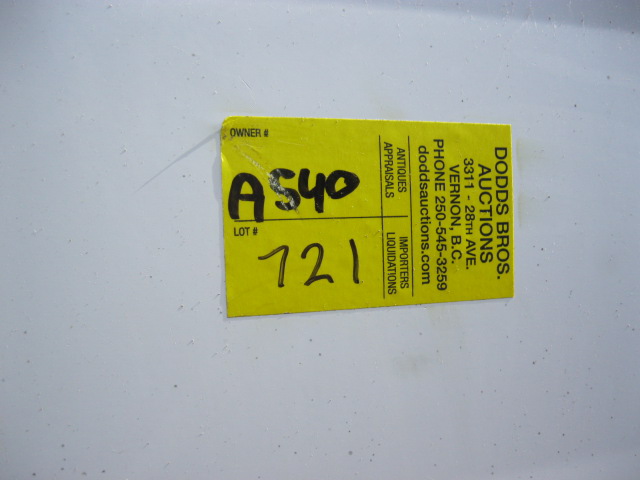 OWNER #
A540
LOT #
721
ANTIQUES
APPRAISALS
IMPORTERS
LIQUIDATIONS
DODDS BROS.
AUCTIONS
3311 - 28TH AVE.
VERNON, B.C.
PHONE 250-545-3259
doddsauctions.com